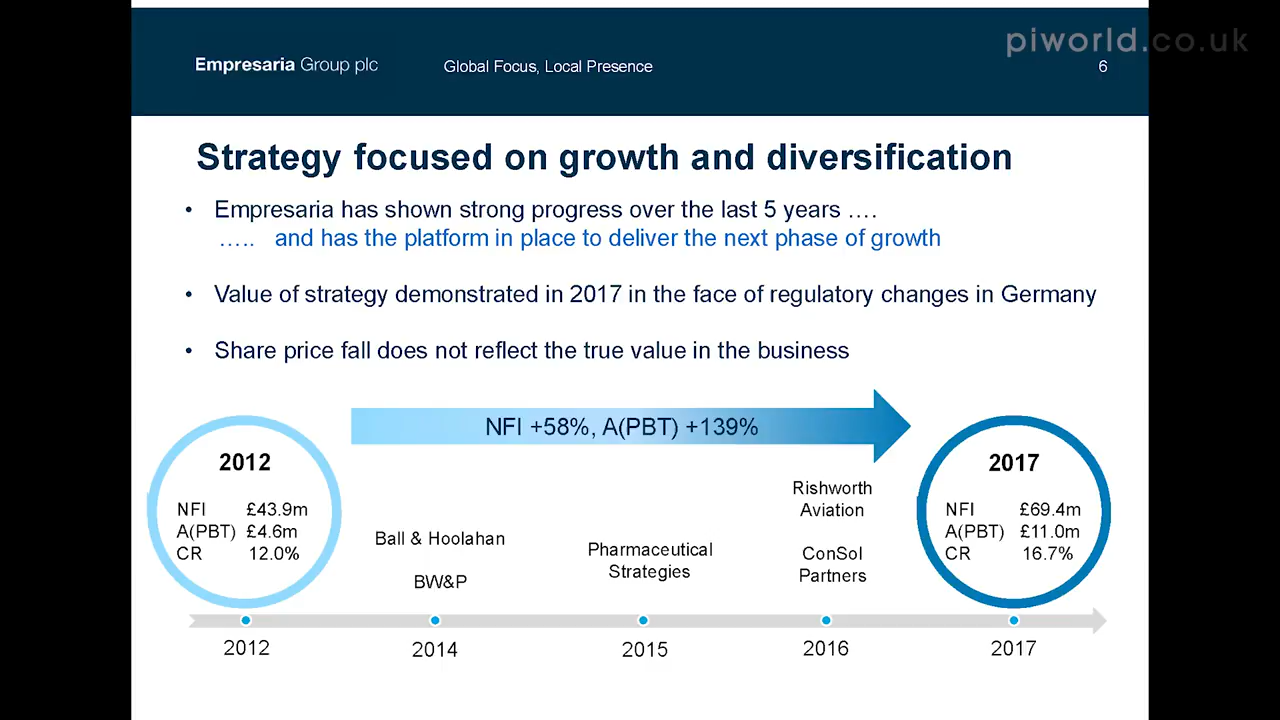 piworld.co.uk
Empresaria Group plc
Global Focus, Local Presence
6
Strategy focused on growth and diversification
• Empresaria has shown strong progress over the last 5 years ….
….. and has the platform in place to deliver the next phase of growth
• Value of strategy demonstrated in 2017 in the face of regulatory changes in Germany
• Share price fall does not reflect the true value in the business
NFI +58%, A(PBT) +139%
2012
NFI £43.9m
A(PBT) £4.6m
CR 12.0%
Ball & Hoolahan
BW&P
Pharmaceutical
Strategies
Rishworth
Aviation
ConSol
Partners
2017
NFI £69.4m
A(PBT) £11.0m
CR 16.7%
2012
2014
2015
2016
2017